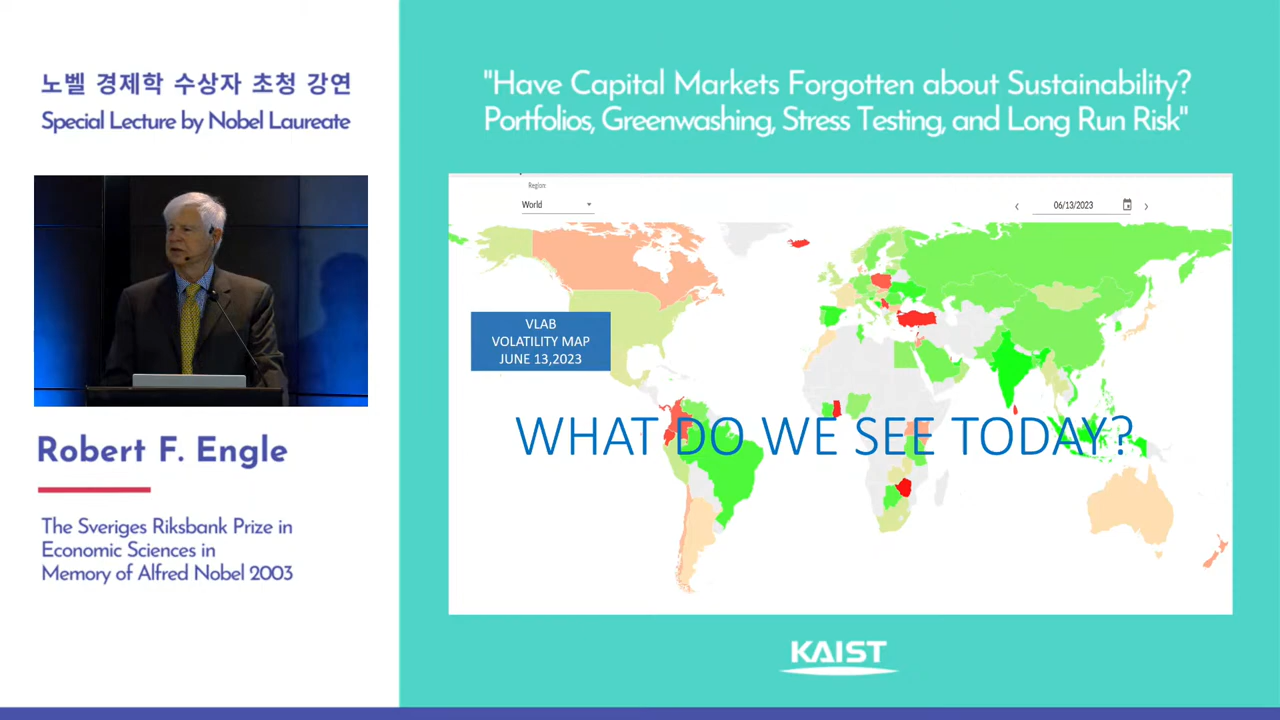 노벨 경제학 수상자 초청 강연
Special Lecture by Nobel Laureate
Robert F. Engle
The Sveriges Riksbank Prize in
Economic Sciences in
Memory of Alfred Nobel 2003
"Have Capital Markets Forgotten about Sustainability?
Portfolios, Greenwashing, Stress Testing, and Long Run Risk"
Region:
World
06/13/2023
VLAB
VOLATILITY MAP
JUNE 13,2023
WHAT DO WE SEE TODAY?
KAIST